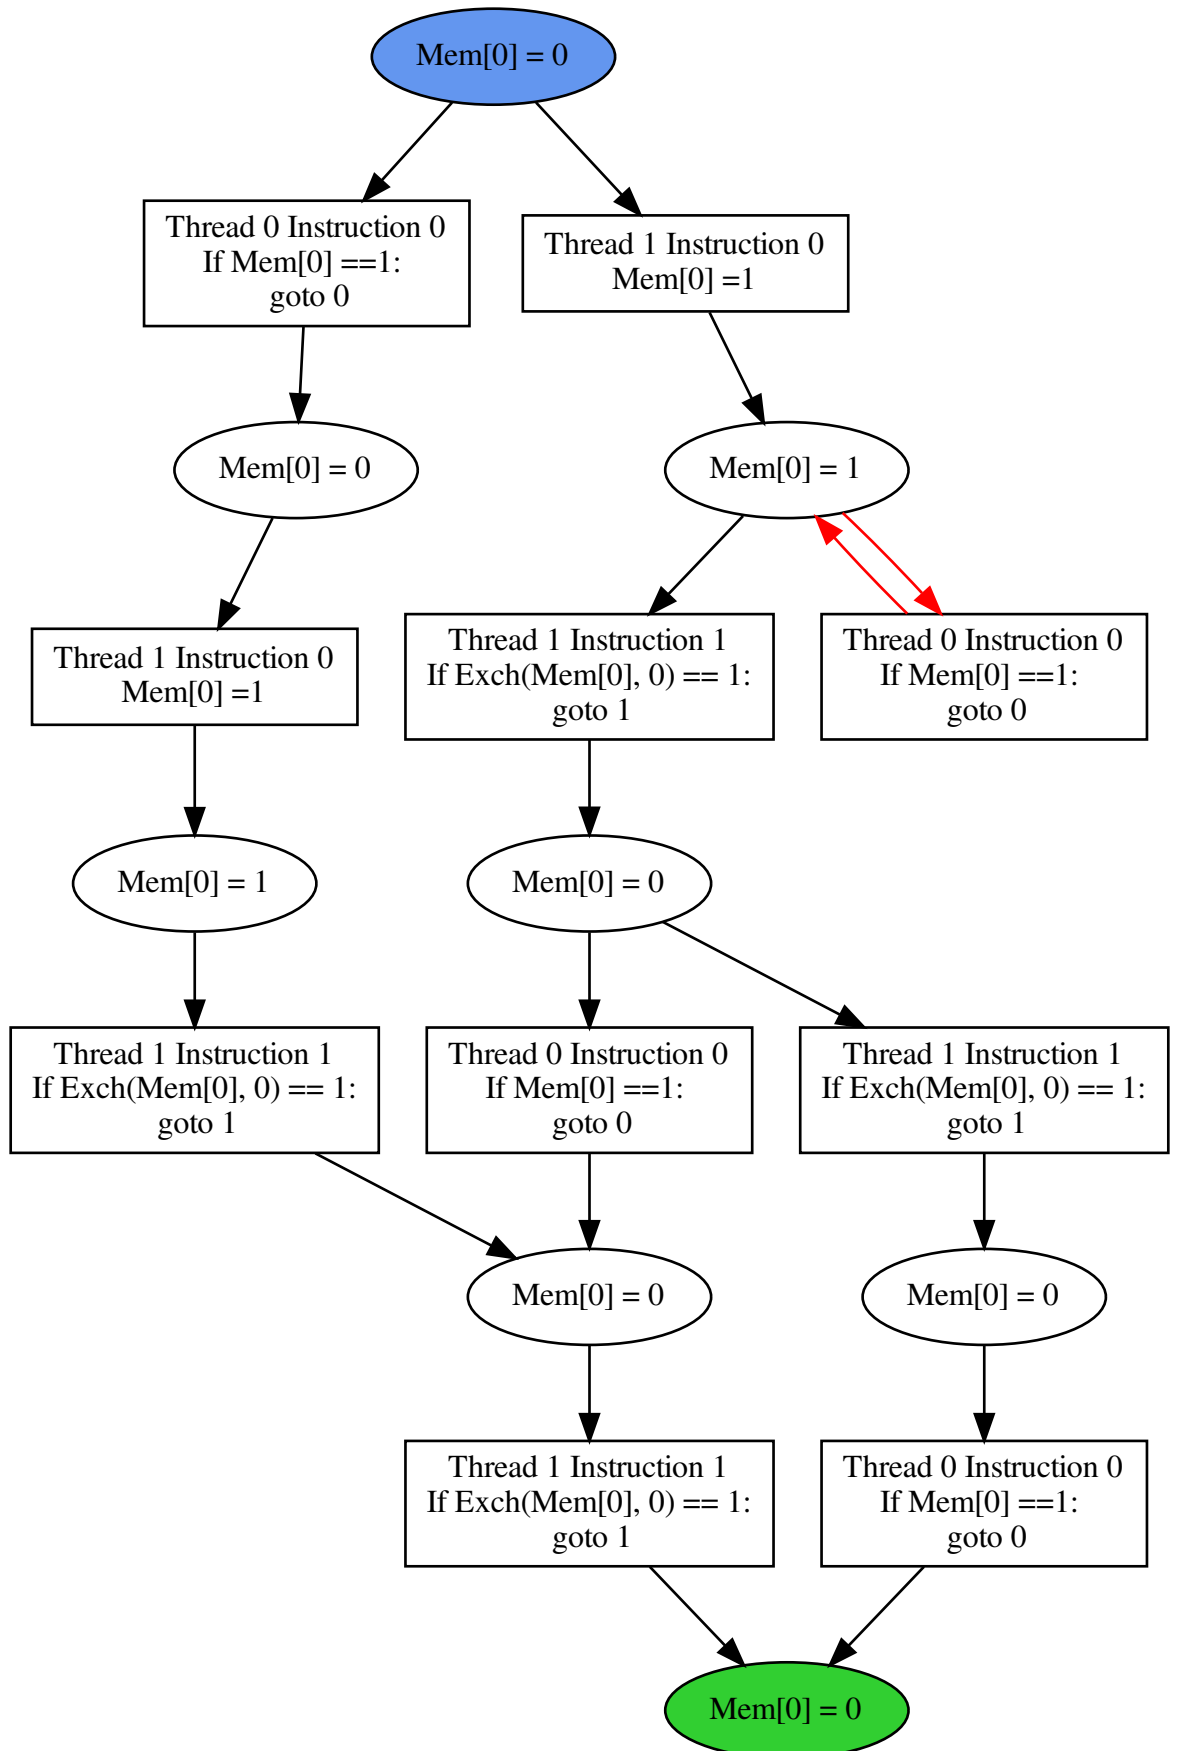 Mem[0] = 0
Thread 0 Instruction 0
If Mem[0] ==1:
goto 0
Thread 1 Instruction 0
Mem[0] =1
Mem[0] = 0
Mem[0] = 1
Thread 1 Instruction 0
Mem[0] =1
Thread 1 Instruction 1
If Exch(Mem[0], 0) == 1:
goto 1
Thread 0 Instruction 0
If Mem[0] ==1:
goto 0
Mem[0] = 1
Mem[0] = 0
Thread 1 Instruction 1
If Exch(Mem[0], 0) == 1:
goto 1
Thread 0 Instruction 0
If Mem[0] ==1:
goto 0
Thread 1 Instruction 1
If Exch(Mem[0], 0) == 1:
goto 1
Mem[0] = 0
Mem[0] = 0
Thread 1 Instruction 1
If Exch(Mem[0], 0) == 1:
goto 1
Thread 0 Instruction 0
If Mem[0] ==1:
goto 0
Mem[0] = 0